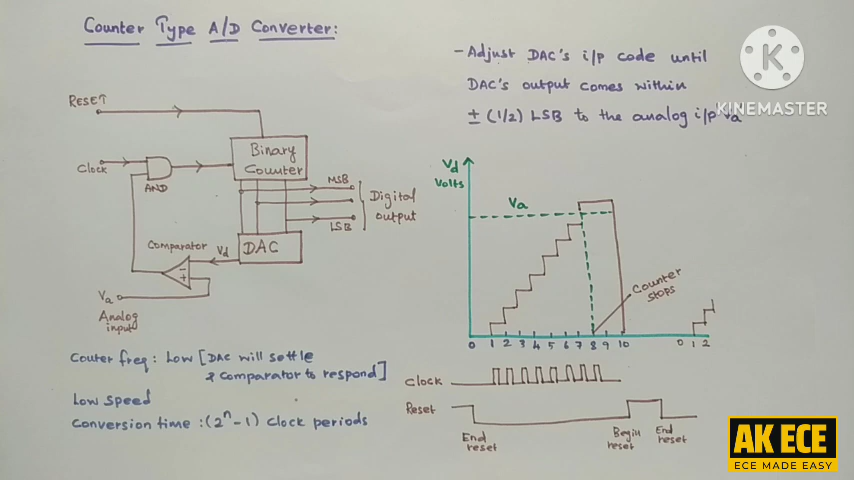 Counter Type A/D Converter:
- Adjust DAC's i/p code until
DAC's output comes within
± (1/2) LSB to the analog i/p Va
KINEMASTER
RESET
Clock
AND
Binary
Counter
MSB
LSB
Digital
output
Comparator
Vd
DAC
-
+
Va
Analog
input
Vd
Volts
Va
Counter
stops
0 1 2 3 4 5 6 7 8 9 10 0 1 2
Clock
Reset
End
reset
Begin
reset
End
reset
Couter freq: Low [DAC will settle
& comparator to respond]
Low speed
Conversion time : (2ⁿ-1) Clock periods
AK ECE
ECE MADE EASY